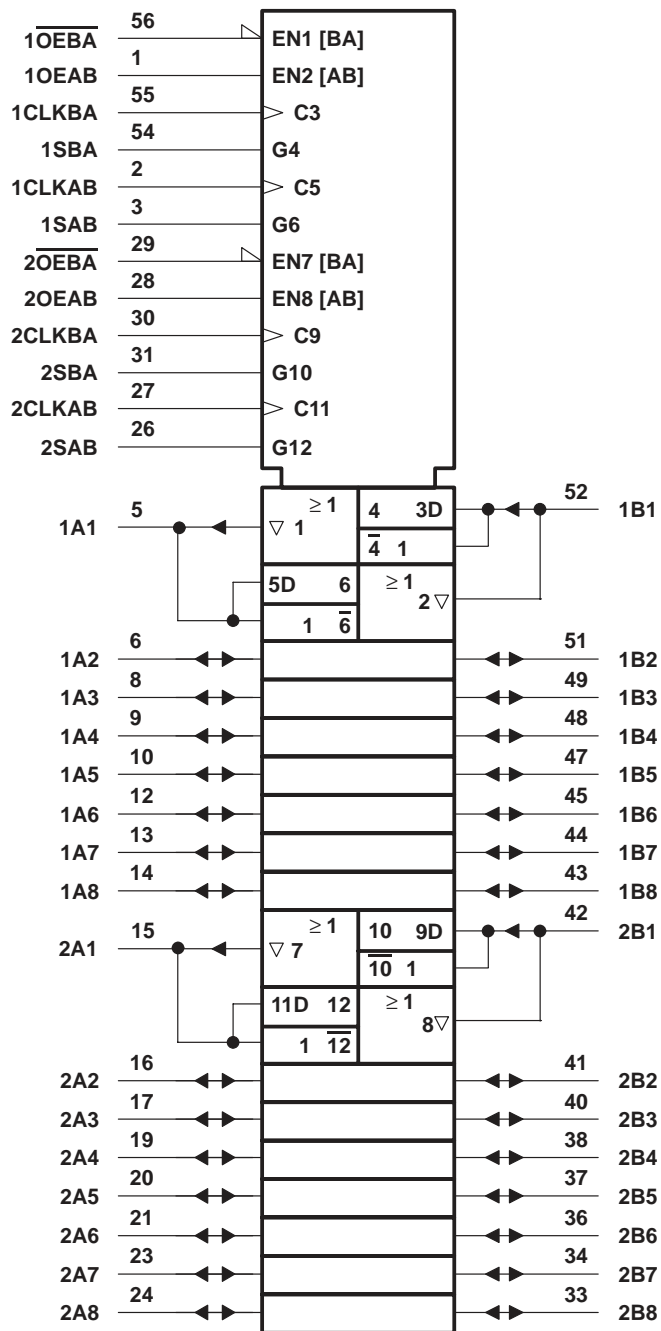 56
1OEBA EN1 [BA]
1
1OEAB EN2 [AB]
55
1CLKBA C3
54
1SBA G4
2
1CLKAB C5
3
1SAB G6
29
2OEBA EN7 [BA]
28
2OEAB EN8 [AB]
30
2CLKBA C9
31
2SBA G10
27
2CLKAB C11
26
2SAB G12
5 ≥ 1 4 3D 52
1A1 ▽ 1 1B1
4̅ 1
5D 6 ≥ 1
2 ▽
1 6̅
6 51
1A2 1B2
8 49
1A3 1B3
9 48
1A4 1B4
10 47
1A5 1B5
12 45
1A6 1B6
13 44
1A7 1B7
14 43
1A8 1B8
15 ≥ 1 10 9D 42
2A1 ▽ 7 2B1
1̅0̅ 1
11D 12 ≥ 1
8 ▽
1 1̅2̅
16 41
2A2 2B2
17 40
2A3 2B3
19 38
2A4 2B4
20 37
2A5 2B5
21 36
2A6 2B6
23 34
2A7 2B7
24 33
2A8 2B8